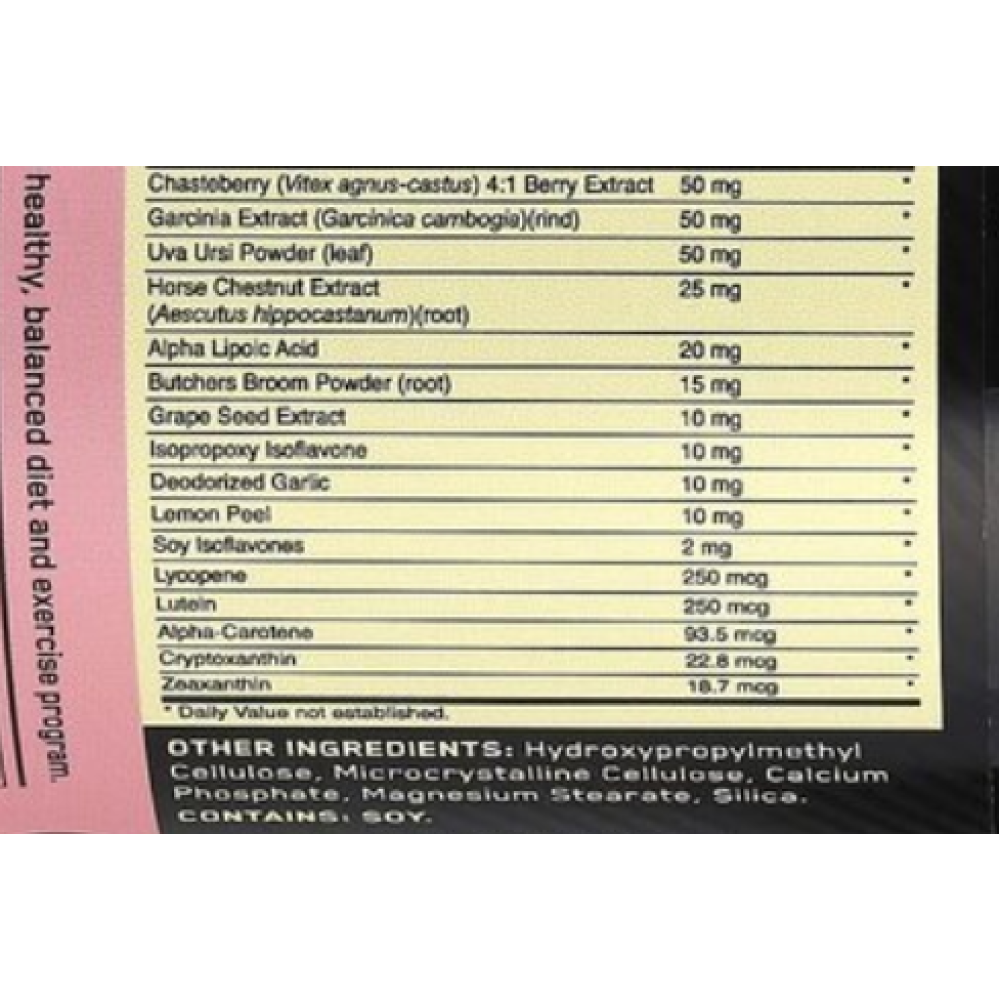 healthy, balanced diet and exercise program.
Chasteberry (Vitex agnus-castus) 4:1 Berry Extract 50 mg *
Garcinia Extract (Garcinica cambogia)(rind) 50 mg *
Uva Ursi Powder (leaf) 50 mg *
Horse Chestnut Extract 25 mg *
(Aescutus hippocastanum)(root)
Alpha Lipoic Acid 20 mg *
Butchers Broom Powder (root) 15 mg *
Grape Seed Extract 10 mg *
Isopropoxy Isoflavone 10 mg *
Deodorized Garlic 10 mg *
Lemon Peel 10 mg *
Soy Isoflavones 2 mg *
Lycopene 250 mcg *
Lutein 250 mcg *
Alpha-Carotene 93.5 mcg *
Cryptoxanthin 22.8 mcg *
Zeaxanthin 18.7 mcg *
* Daily Value not established.
OTHER INGREDIENTS: Hydroxypropylmethyl
Cellulose, Microcrystalline Cellulose, Calcium
Phosphate, Magnesium Stearate, Silica.
CONTAINS: SOY.